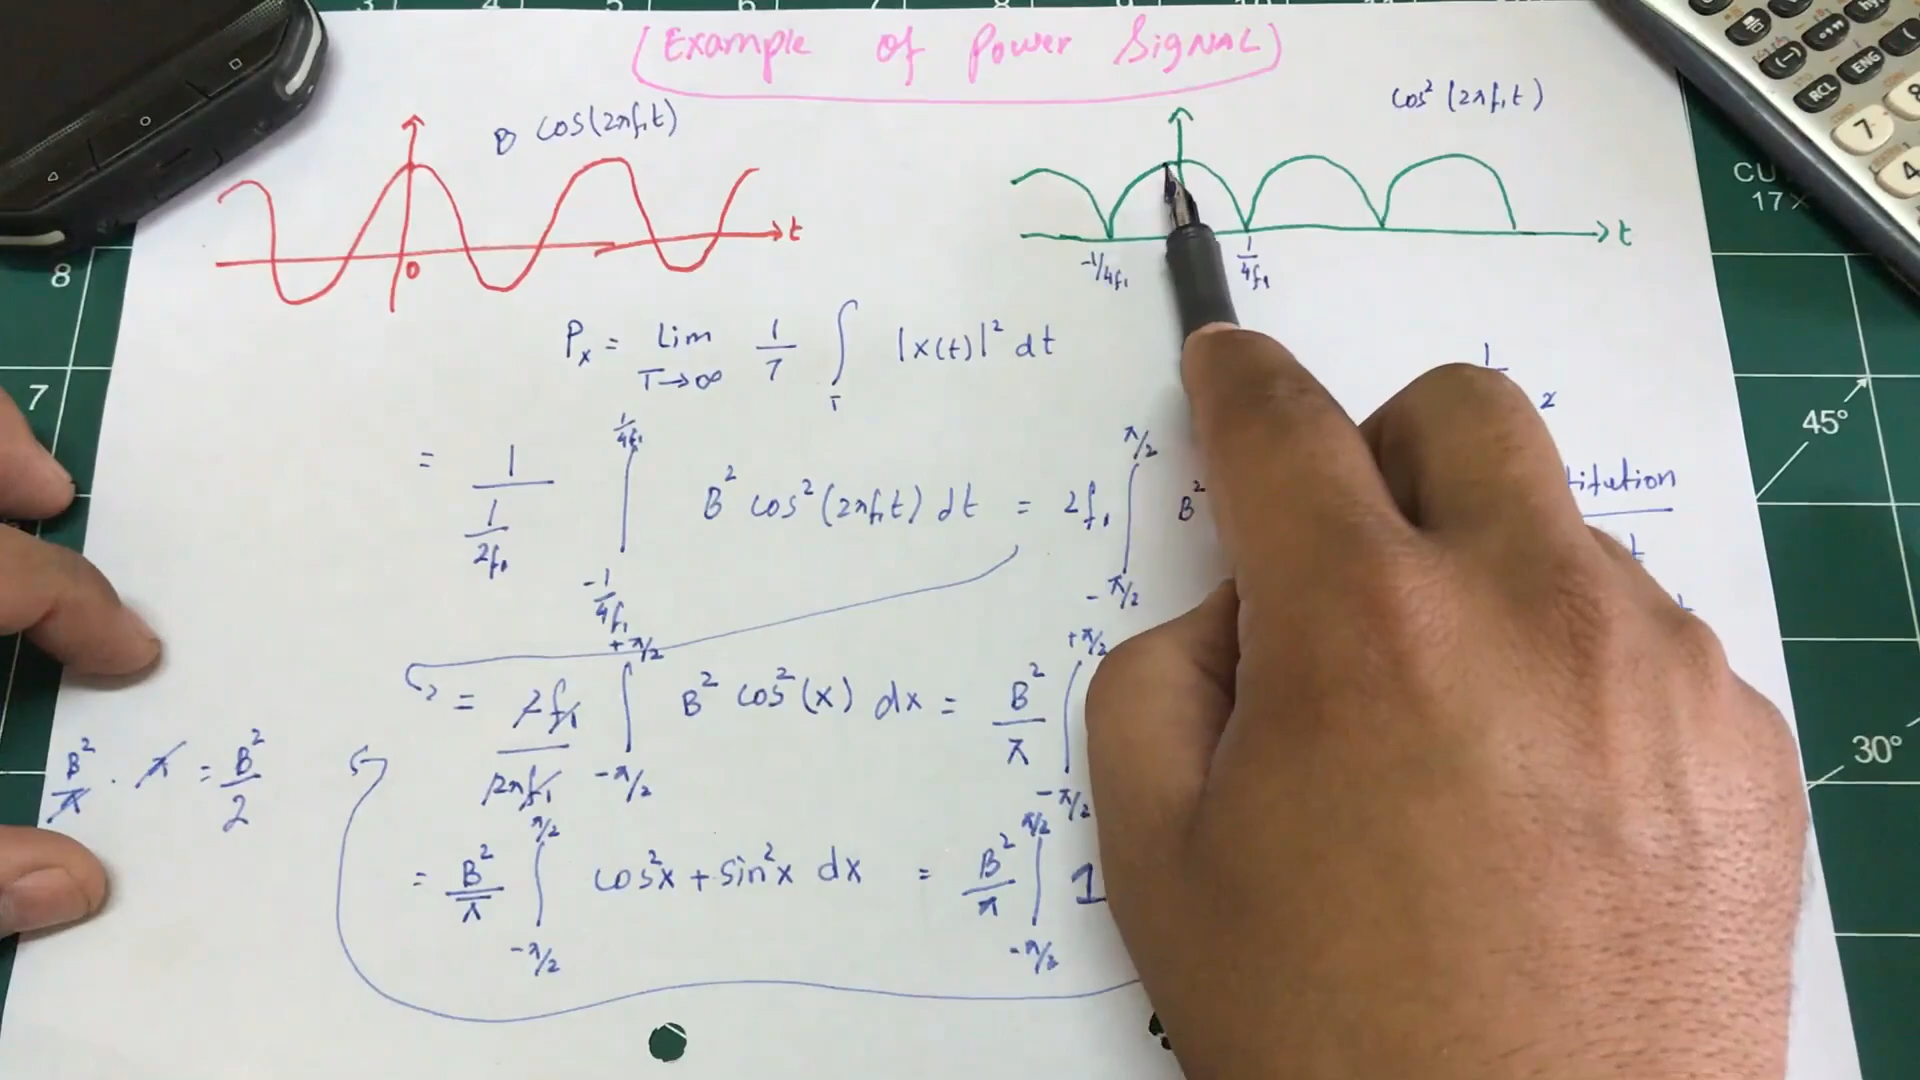 (Example of Power SIGNAL)
B cos(2πf₁t)
cos² (2πf₁t)
t
0
t
-1/4f₁
1/4f₁
Pₓ = Lim T→∞ 1/T ∫ T |x(t)|² dt
= 1 / (1/2f₁) ∫ -1/4f₁ 1/4f₁ B² cos²(2πf₁t) dt = 2f₁ ∫ -π/2 π/2 B²
titution
= 2f₁/2πf₁ ∫ -π/2 +π/2 B² cos²(x) dx = B²/π ∫ -π/2 +π/2
B²/π · π = B²/2
= B²/π ∫ -π/2 π/2 cos²x + sin²x dx = B²/π ∫ -π/2 π/2 1
8
7
45°
30°
CU
17×
RCL
ENG
(-)
7
4
8